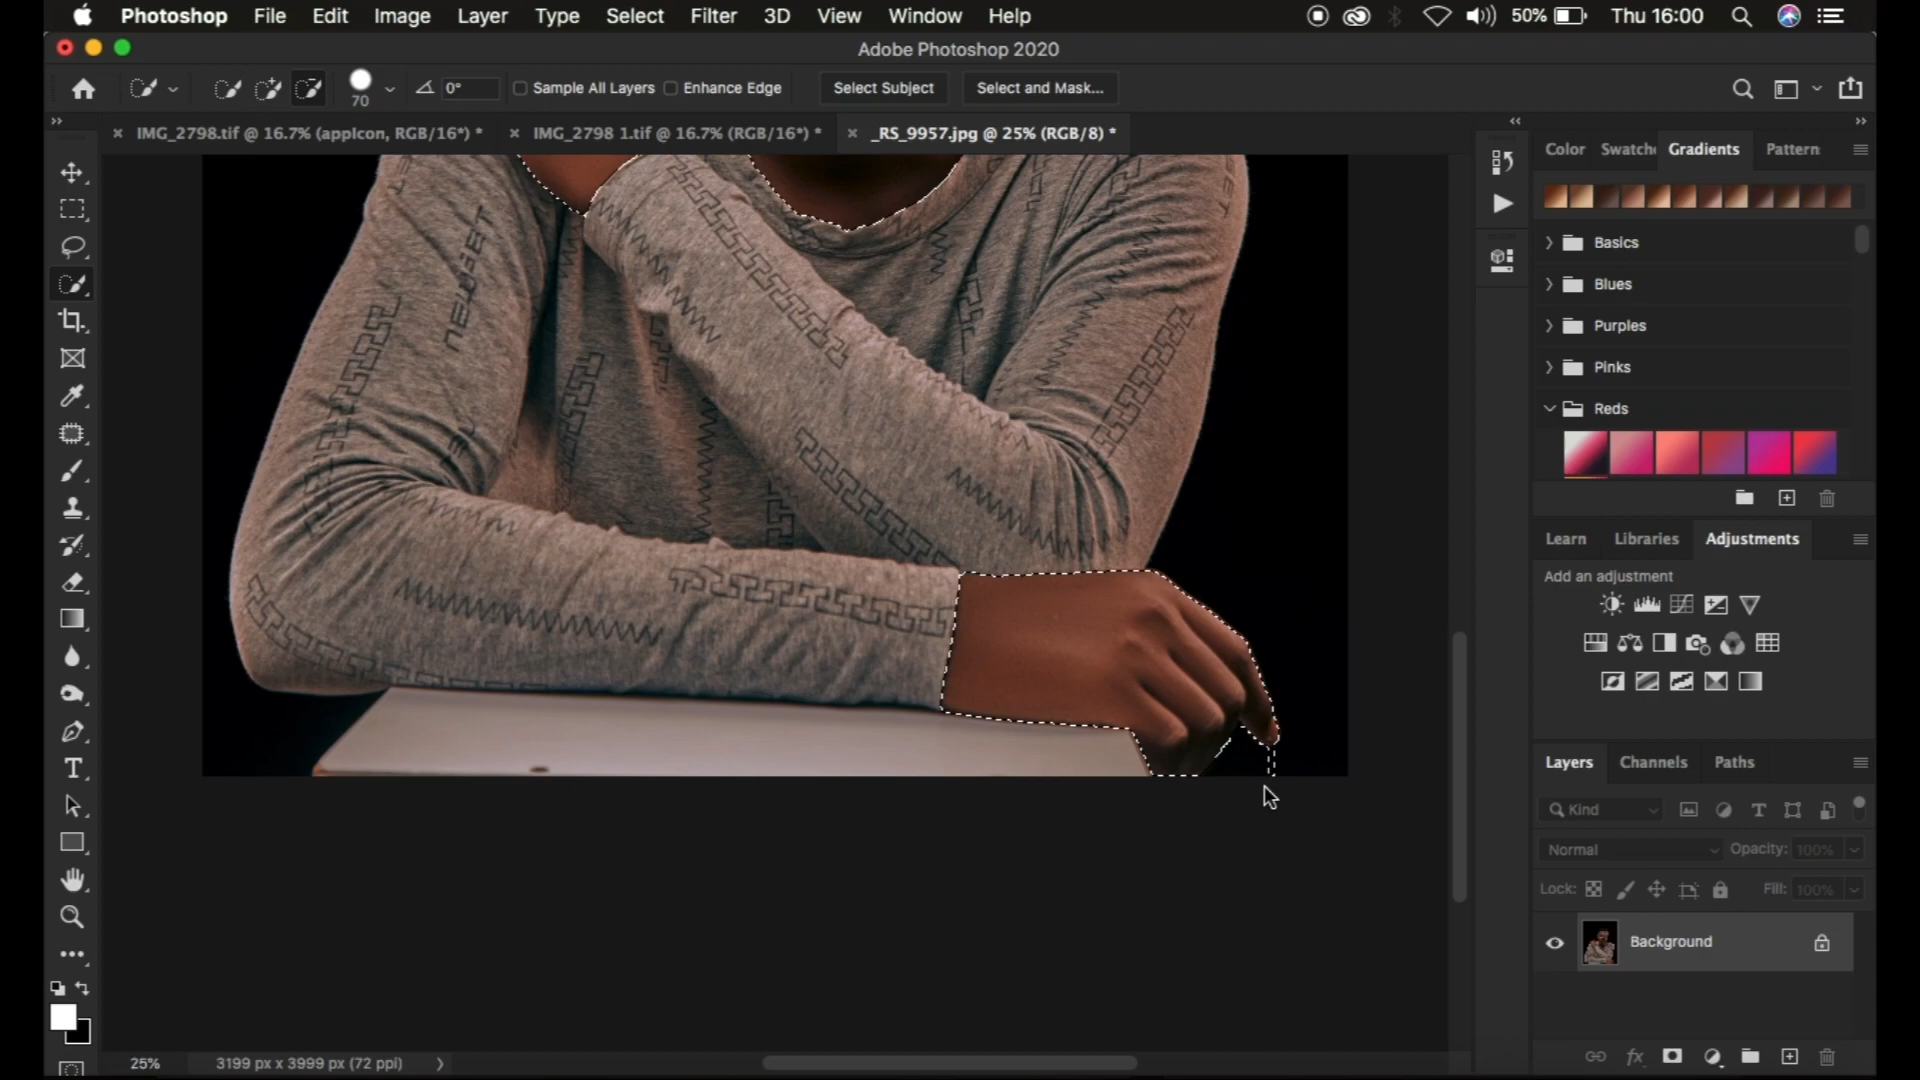 Photoshop File Edit Image Layer Type Select Filter 3D View Window Help 50% Thu 16:00
Adobe Photoshop 2020
70 0° Sample All Layers Enhance Edge Select Subject Select and Mask...
IMG_2798.tif @ 16.7% (appIcon, RGB/16*) * IMG_2798 1.tif @ 16.7% (RGB/16*) * _RS_9957.jpg @ 25% (RGB/8) *
Color Swatche Gradients Pattern
Basics
Blues
Purples
Pinks
Reds
Learn Libraries Adjustments
Add an adjustment
Layers Channels Paths
Kind
Normal Opacity: 100%
Lock: Fill: 100%
Background
25% 3199 px x 3999 px (72 ppi)